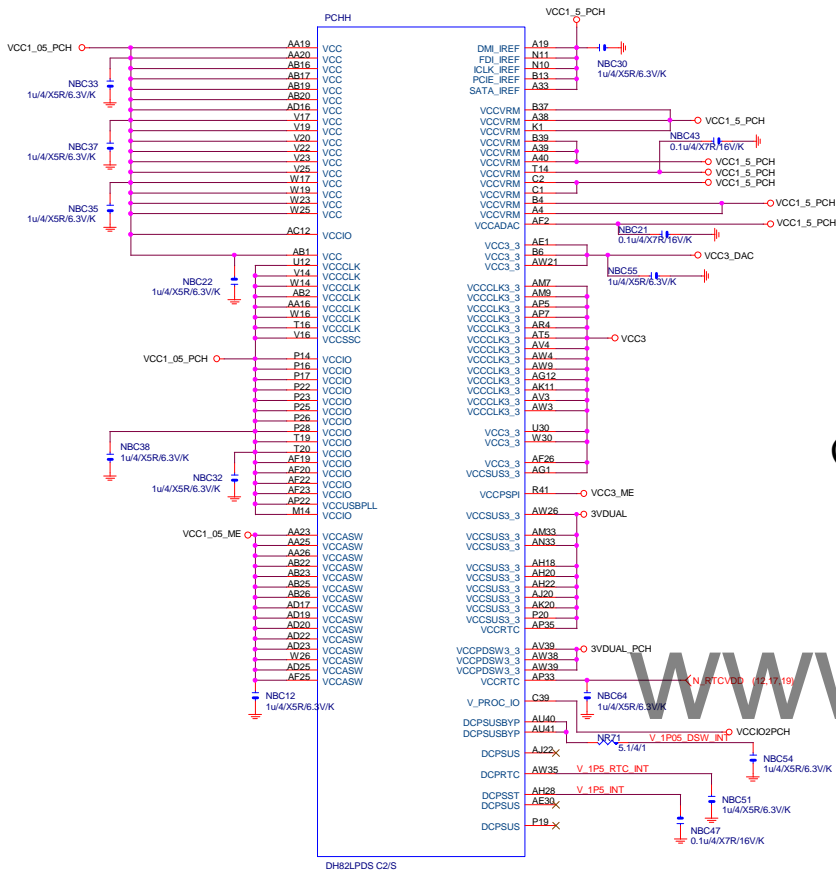 PCHH
VCC1_5_PCH
VCC1_05_PCH
AA19 VCC
AA20 VCC
AB16 VCC
AB17 VCC
AB19 VCC
AB20 VCC
AD16 VCC
V17 VCC
V19 VCC
V20 VCC
V22 VCC
V23 VCC
V25 VCC
W17 VCC
W19 VCC
W23 VCC
W25 VCC
AC12 VCCIO
AB1 VCC
U12 VCCCLK
V14 VCCCLK
W14 VCCCLK
AB2 VCCCLK
AA16 VCCCLK
W16 VCCCLK
T16 VCCCLK
V16 VCCSSC
VCC1_05_PCH
P14 VCCIO
P16 VCCIO
P17 VCCIO
P22 VCCIO
P23 VCCIO
P25 VCCIO
P26 VCCIO
P28 VCCIO
T19 VCCIO
T20 VCCIO
AF19 VCCIO
AF20 VCCIO
AF22 VCCIO
AF23 VCCIO
AP22 VCCUSBPLL
M14 VCCIO
VCC1_05_ME
AA23 VCCASW
AA25 VCCASW
AA26 VCCASW
AB22 VCCASW
AB23 VCCASW
AB25 VCCASW
AB26 VCCASW
AD17 VCCASW
AD19 VCCASW
AD20 VCCASW
AD22 VCCASW
AD23 VCCASW
W26 VCCASW
AD25 VCCASW
AF25 VCCASW
NBC33
1u/4/X5R/6.3V/K
NBC37
1u/4/X5R/6.3V/K
NBC35
1u/4/X5R/6.3V/K
NBC22
1u/4/X5R/6.3V/K
NBC38
1u/4/X5R/6.3V/K
NBC32
1u/4/X5R/6.3V/K
NBC12
1u/4/X5R/6.3V/K
DMI_IREF A19
FDI_IREF N11
ICLK_IREF N10
PCIE_IREF B13
SATA_IREF A33
NBC30
1u/4/X5R/6.3V/K
VCCVRM B37
VCCVRM A38
VCCVRM K1
VCC1_5_PCH
VCCVRM B39
VCCVRM A39
VCCVRM A40
VCCVRM T14
VCCVRM C2
VCCVRM C1
VCCVRM B4
VCCVRM A4
NBC43
0.1u/4/X7R/16V/K
VCC1_5_PCH
VCC1_5_PCH
VCC1_5_PCH
VCC1_5_PCH
VCCADAC AF2
VCC1_5_PCH
NBC21
0.1u/4/X7R/16V/K
VCC3_3 AE1
VCC3_3 B6
VCC3_3 AW21
VCC3_DAC
NBC55
1u/4/X5R/6.3V/K
VCCCLK3_3 AM7
VCCCLK3_3 AM9
VCCCLK3_3 AP5
VCCCLK3_3 AP7
VCCCLK3_3 AR4
VCCCLK3_3 AT5
VCCCLK3_3 AV4
VCCCLK3_3 AW4
VCCCLK3_3 AW9
VCCCLK3_3 AG12
VCCCLK3_3 AK11
VCCCLK3_3 AV3
VCCCLK3_3 AW3
VCC3
VCC3_3 U30
VCC3_3 W30
VCC3_3 AF26
VCCSUS3_3 AG1
VCCPSPI R41
VCC3_ME
VCCSUS3_3 AW26
3VDUAL
VCCSUS3_3 AM33
VCCSUS3_3 AN33
VCCSUS3_3 AH18
VCCSUS3_3 AH20
VCCSUS3_3 AH22
VCCSUS3_3 AJ20
VCCSUS3_3 AK20
VCCSUS3_3 P20
VCCRTC AP35
VCCPDSW3_3 AV39
VCCPDSW3_3 AW38
VCCPDSW3_3 AW39
3VDUAL_PCH
VCCRTC AP33
N_RTCVDD (12,17,19)
NBC64
1u/4/X5R/6.3V/K
V_PROC_IO C39
VCCIO2PCH
DCPSUSBYP AU40
DCPSUSBYP AU41
NR71
5.1/4/1
V_1P05_DSW_INT
NBC54
1u/4/X5R/6.3V/K
DCPSUS AJ22
DCPRTC AW35
V_1P5_RTC_INT
NBC51
1u/4/X5R/6.3V/K
DCPSST AH28
V_1P5_INT
DCPSUS AE30
NBC47
0.1u/4/X7R/16V/K
DCPSUS P19
DH82LPDS C2/S